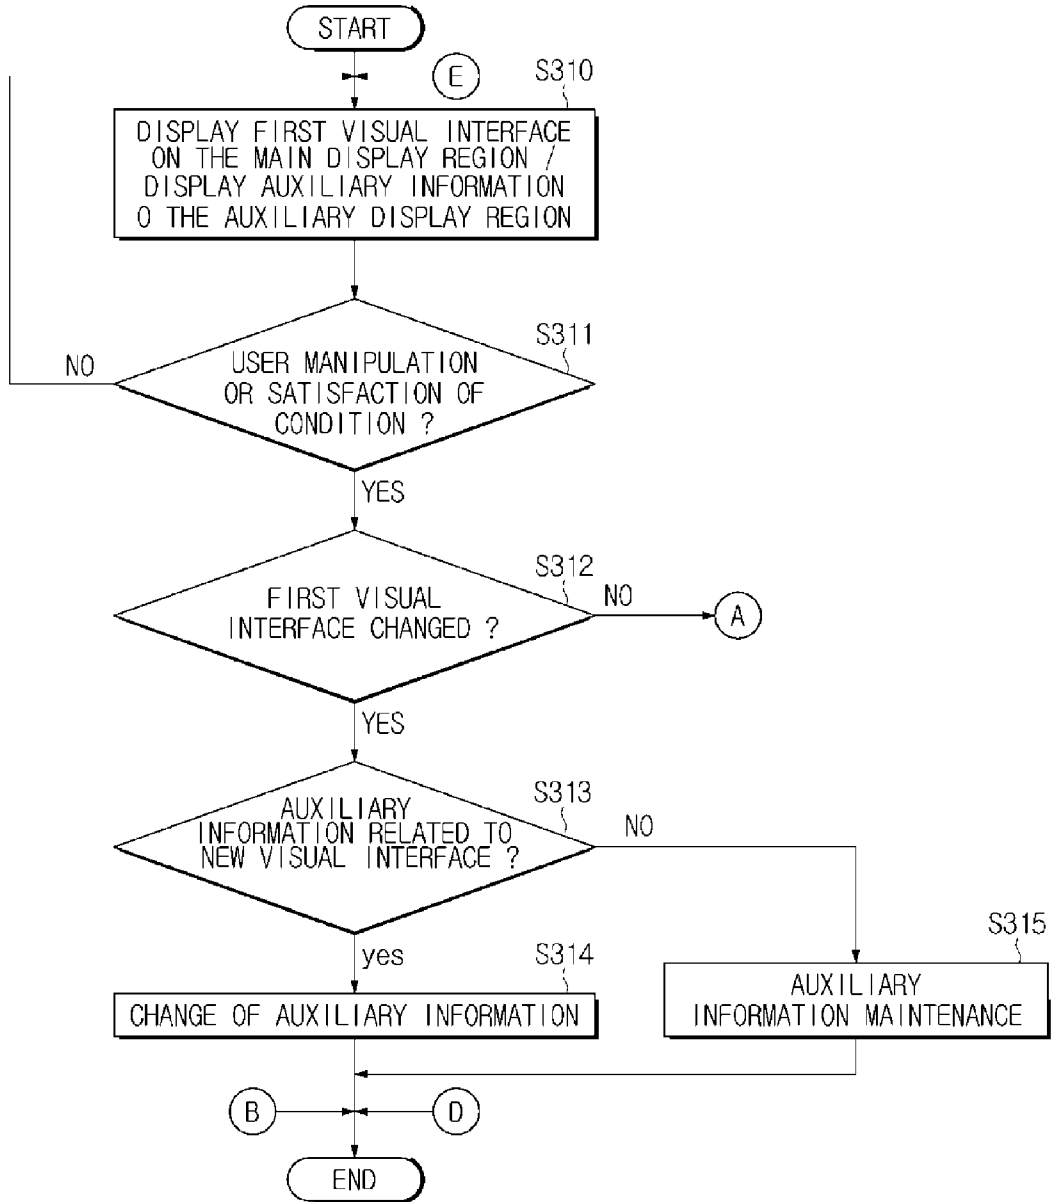 START
E
S310
DISPLAY FIRST VISUAL INTERFACE
ON THE MAIN DISPLAY REGION /
DISPLAY AUXILIARY INFORMATION
O THE AUXILIARY DISPLAY REGION
S311
NO
USER MANIPULATION
OR SATISFACTION OF
CONDITION ?
YES
S312
FIRST VISUAL
INTERFACE CHANGED ?
NO
A
YES
S313
AUXILIARY
INFORMATION RELATED TO
NEW VISUAL INTERFACE ?
NO
yes
S314
CHANGE OF AUXILIARY INFORMATION
S315
AUXILIARY
INFORMATION MAINTENANCE
B
D
END